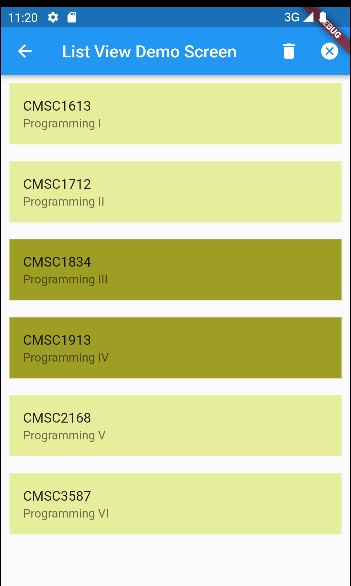 11:20 3G
DEBUG
List View Demo Screen
CMSC1613
Programming I
CMSC1712
Programming II
CMSC1834
Programming III
CMSC1913
Programming IV
CMSC2168
Programming V
CMSC3587
Programming VI